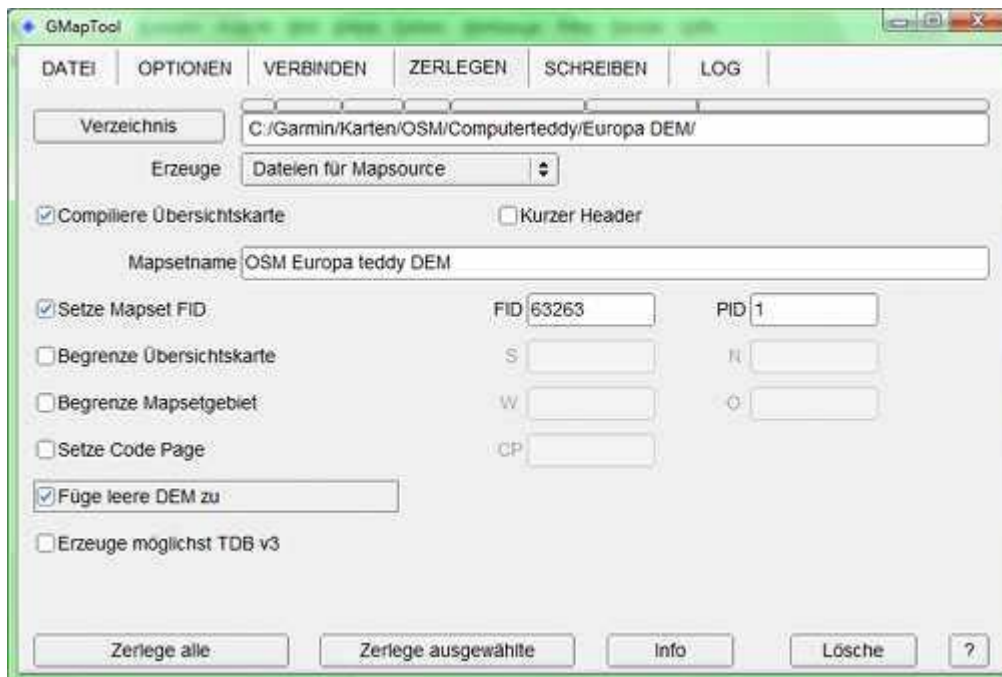 GMapTool
DATEI OPTIONEN VERBINDEN ZERLEGEN SCHREIBEN LOG
Verzeichnis C:/Garmin/Karten/OSM/Computerteddy/Europa DEM/
Erzeuge Dateien für Mapsource
Compiliere Übersichtskarte Kurzer Header
Mapsetname OSM Europa teddy DEM
Setze Mapset FID FID 63263 PID 1
Begrenze Übersichtskarte S N
Begrenze Mapsetgebiet W O
Setze Code Page CP
Füge leere DEM zu
Erzeuge möglichst TDB v3
Zerlege alle Zerlege ausgewählte Info Lösche ?